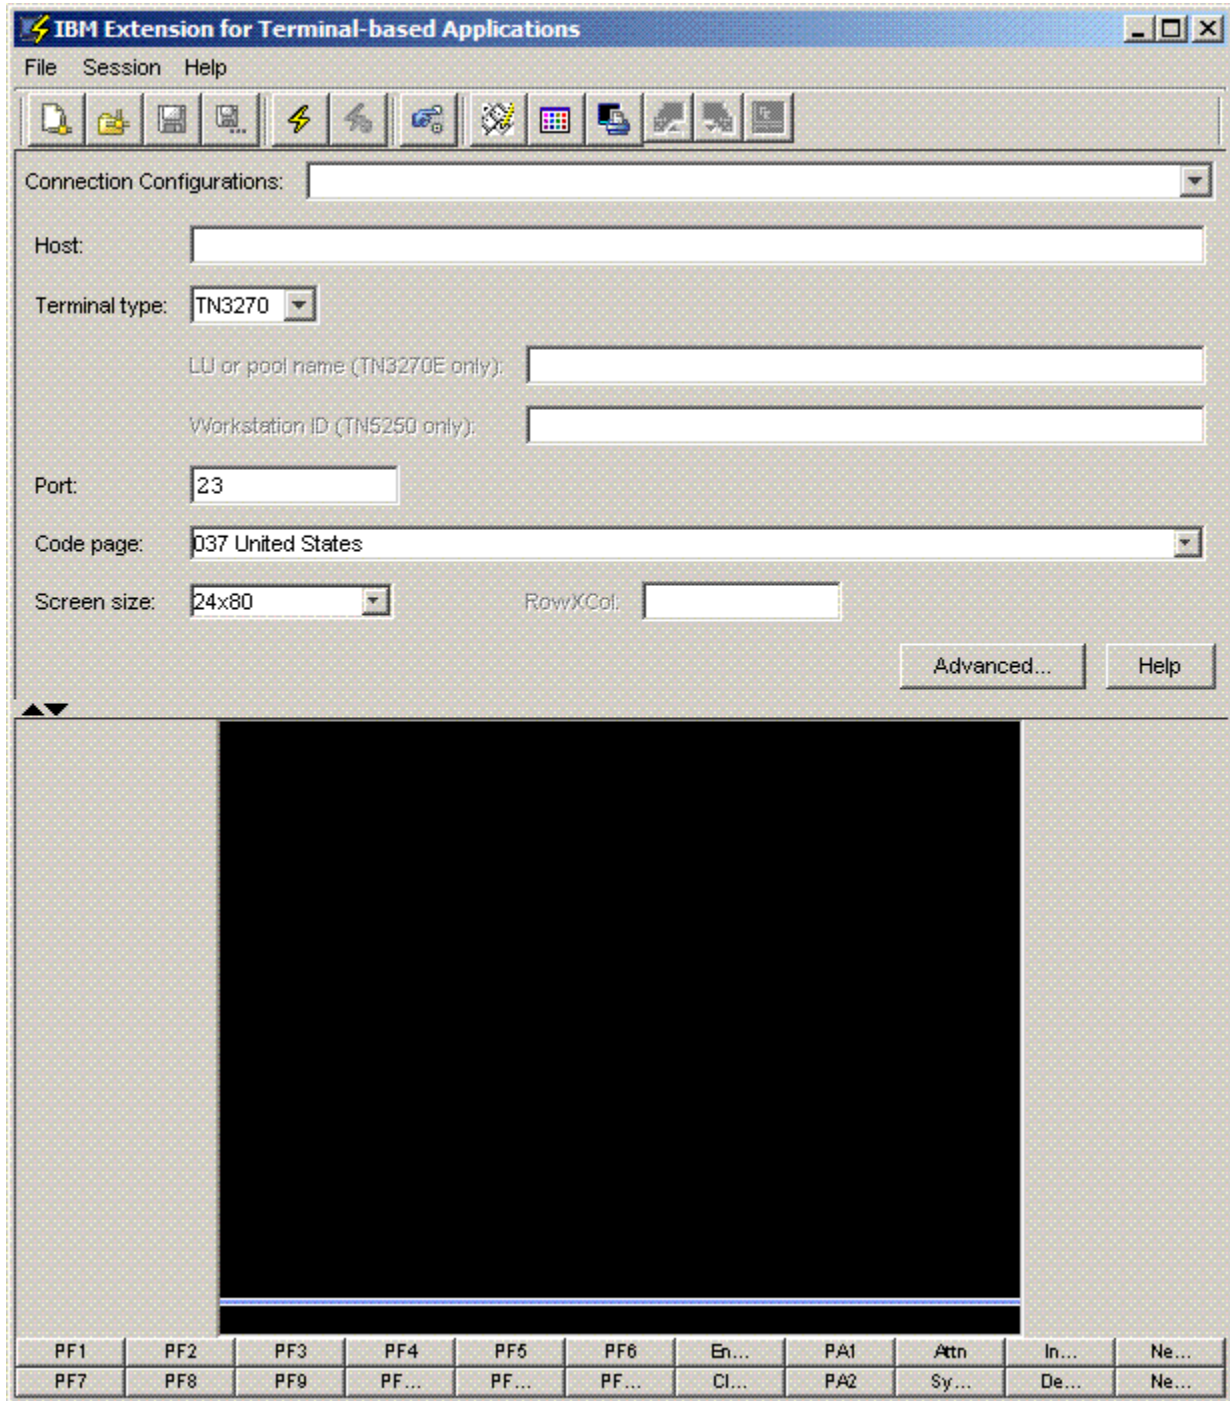 IBM Extension for Terminal-based Applications
File Session Help
Connection Configurations:
Host:
Terminal type: TN3270
LU or pool name (TN3270E only):
Workstation ID (TN5250 only):
Port: 23
Code page: 037 United States
Screen size: 24x80 RowXCol:
Advanced... Help
PF1 PF2 PF3 PF4 PF5 PF6 En... PA1 Attn In... Ne...
PF7 PF8 PF9 PF... PF... PF... Cl... PA2 Sy... De... Ne...